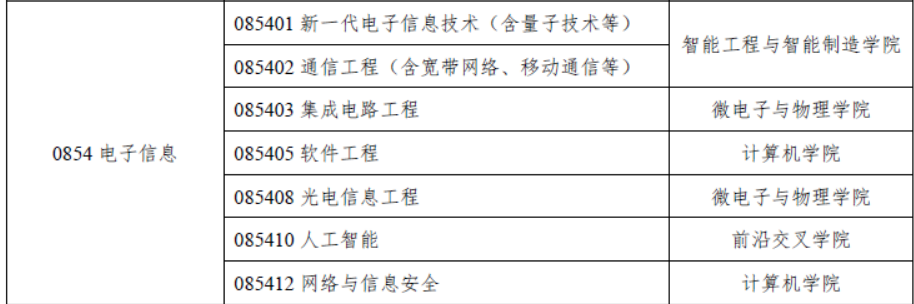 085401 新一代电子信息技术（含量子技术等）
智能工程与智能制造学院
085402 通信工程（含宽带网络、移动通信等）
085403 集成电路工程
微电子与物理学院
0854 电子信息
085405 软件工程
计算机学院
085408 光电信息工程
微电子与物理学院
085410 人工智能
前沿交叉学院
085412 网络与信息安全
计算机学院